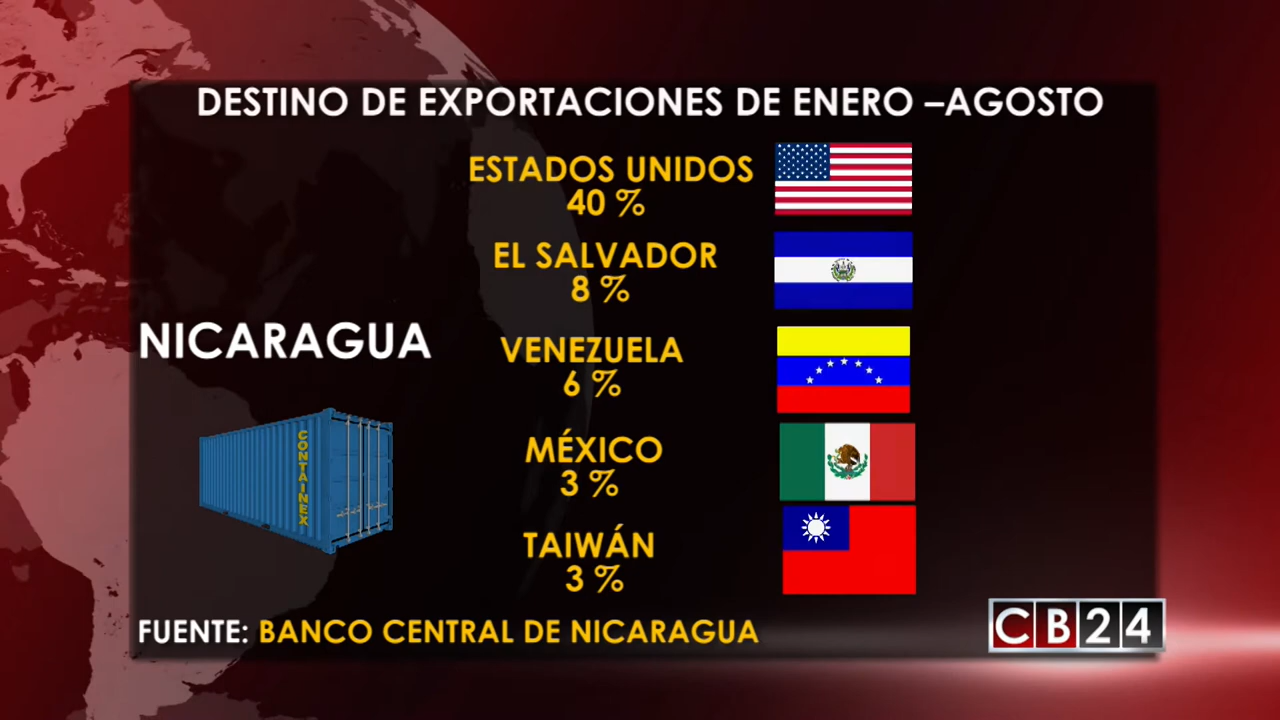 DESTINO DE EXPORTACIONES DE ENERO –AGOSTO
ESTADOS UNIDOS
40 %
EL SALVADOR
8 %
NICARAGUA
VENEZUELA
6 %
CONTAINEX
MÉXICO
3 %
TAIWÁN
3 %
FUENTE: BANCO CENTRAL DE NICARAGUA
CB24